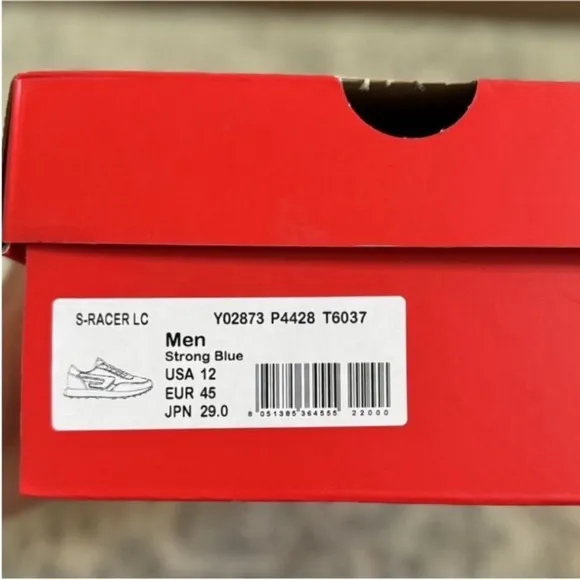 S-RACER LC
Y02873 P4428 T6037
Men
Strong Blue
USA 12
EUR 45
JPN 29.0
8 051385 364555 22000